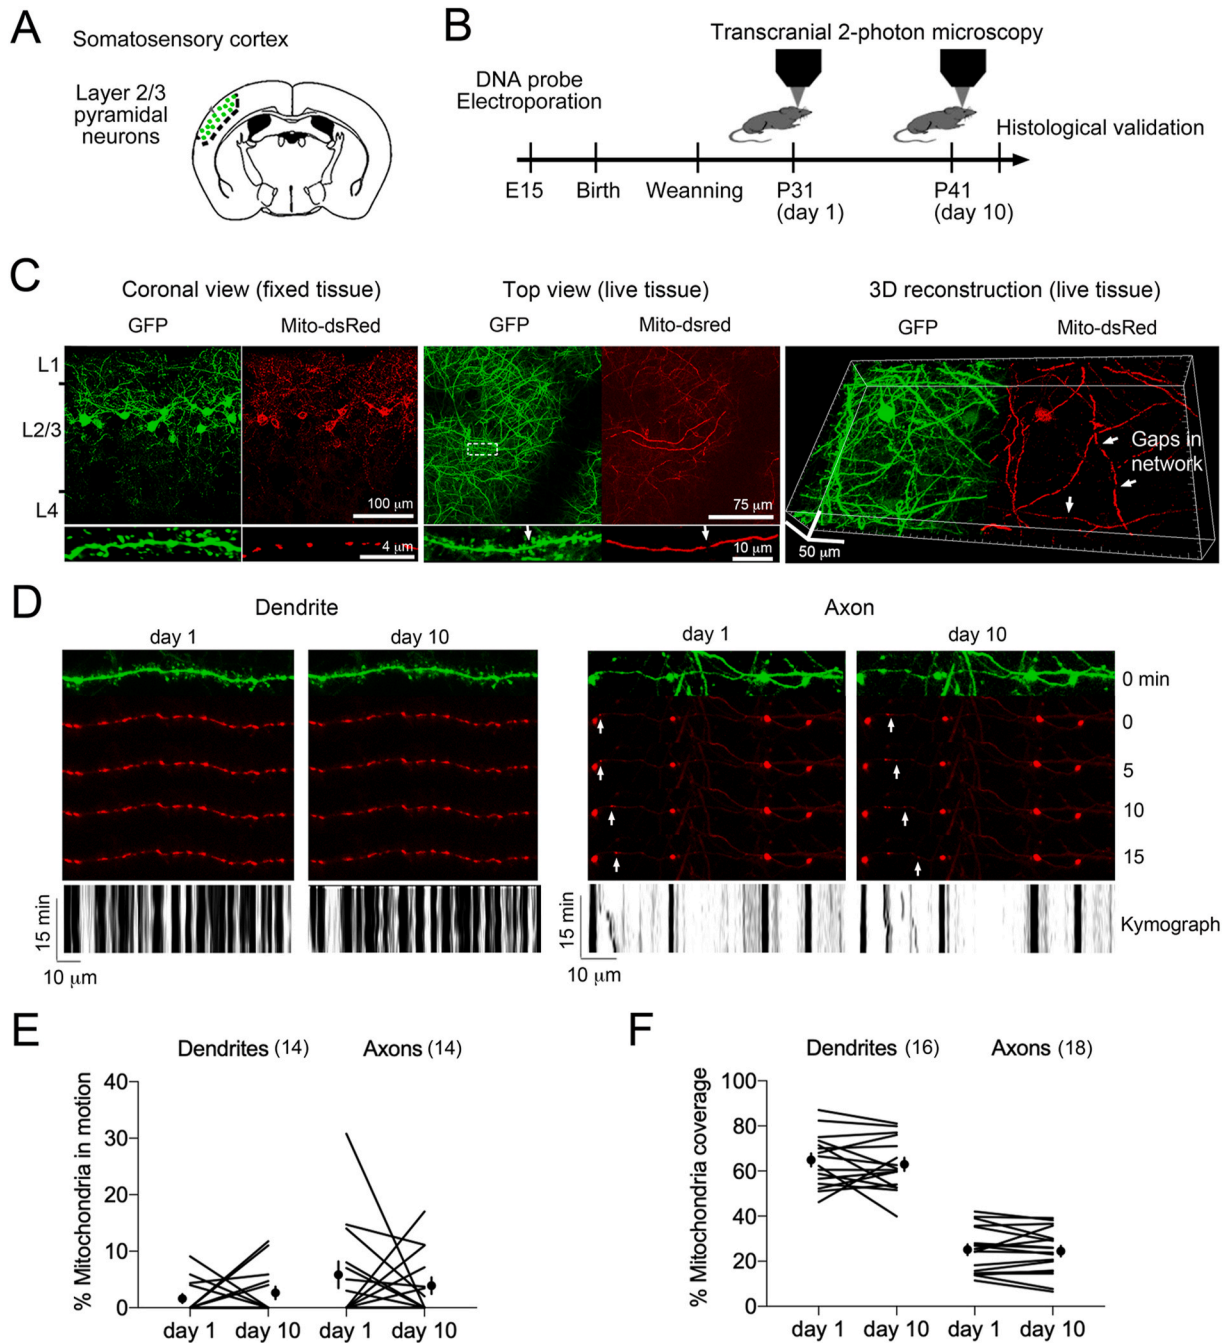 A
Somatosensory cortex
Layer 2/3
pyramidal
neurons
B
Transcranial 2-photon microscopy
DNA probe
Electroporation
Histological validation
E15
Birth
Weanning
P31
(day 1)
P41
(day 10)
C
Coronal view (fixed tissue)
GFP
Mito-dsRed
L1
L2/3
L4
100 μm
4 μm
Top view (live tissue)
GFP
Mito-dsred
75 μm
10 μm
3D reconstruction (live tissue)
GFP
Mito-dsRed
Gaps in
network
50 μm
D
Dendrite
day 1
day 10
15 min
10 μm
Axon
day 1
day 10
0 min
0
5
10
15
15 min
10 μm
Kymograph
E
Dendrites (14)
Axons (14)
% Mitochondria in motion
40
30
20
10
0
day 1
day 10
day 1
day 10
F
Dendrites (16)
Axons (18)
% Mitochondria coverage
100
80
60
40
20
0
day 1
day 10
day 1
day 10